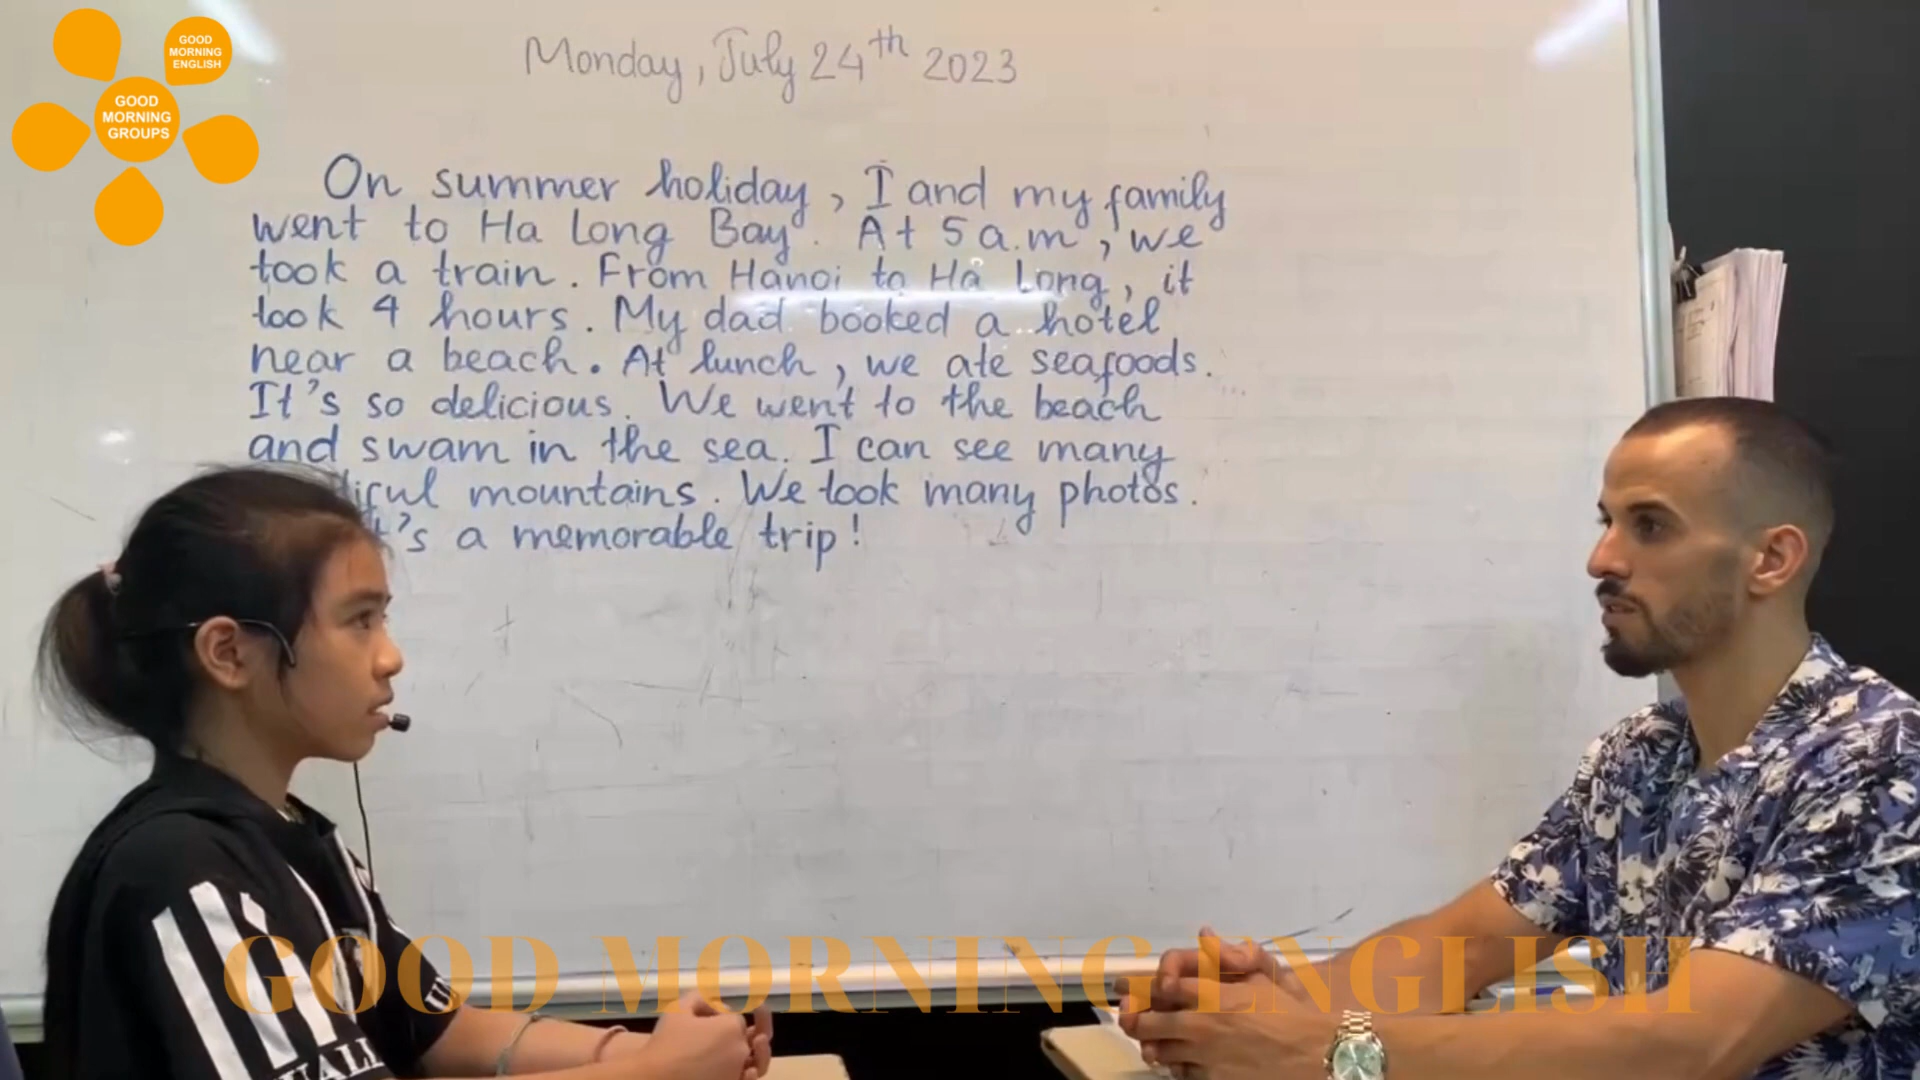 GOOD
MORNING
ENGLISH
GOOD
MORNING
GROUPS
Monday, July 24th 2023
On summer holiday, I and my family
went to Ha Long Bay. At 5 a.m, we
took a train. From Hanoi to Ha Long, it
took 4 hours. My dad booked a hotel
near a beach. At lunch, we ate seafoods.
It's so delicious. We went to the beach
and swam in the sea. I can see many
mountains. We took many photos.
a memorable trip!
GOOD MORNING ENGLISH